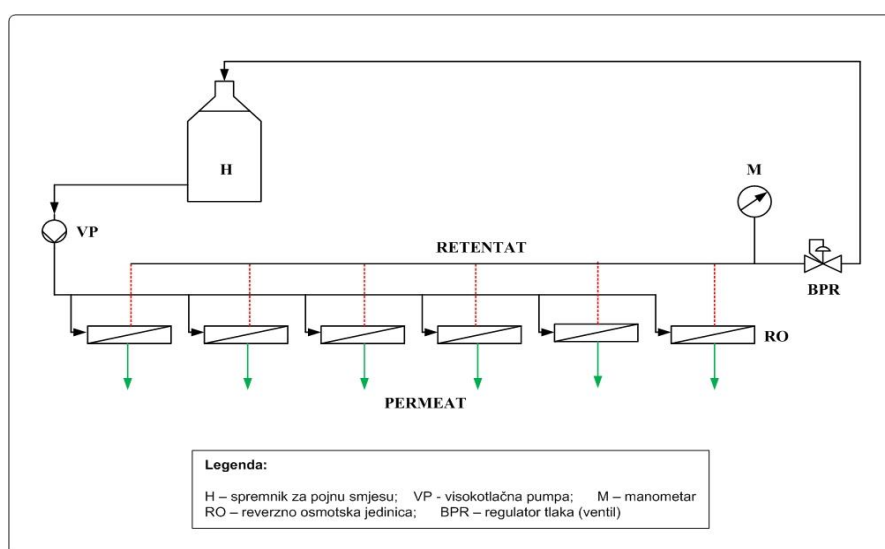 H
M
VP
RETENTAT
BPR
RO
PERMEAT
Legenda:
H – spremnik za pojnu smjesu; VP - visokotlačna pumpa; M – manometar
RO – reverzno osmotska jedinica; BPR – regulator tlaka (ventil)